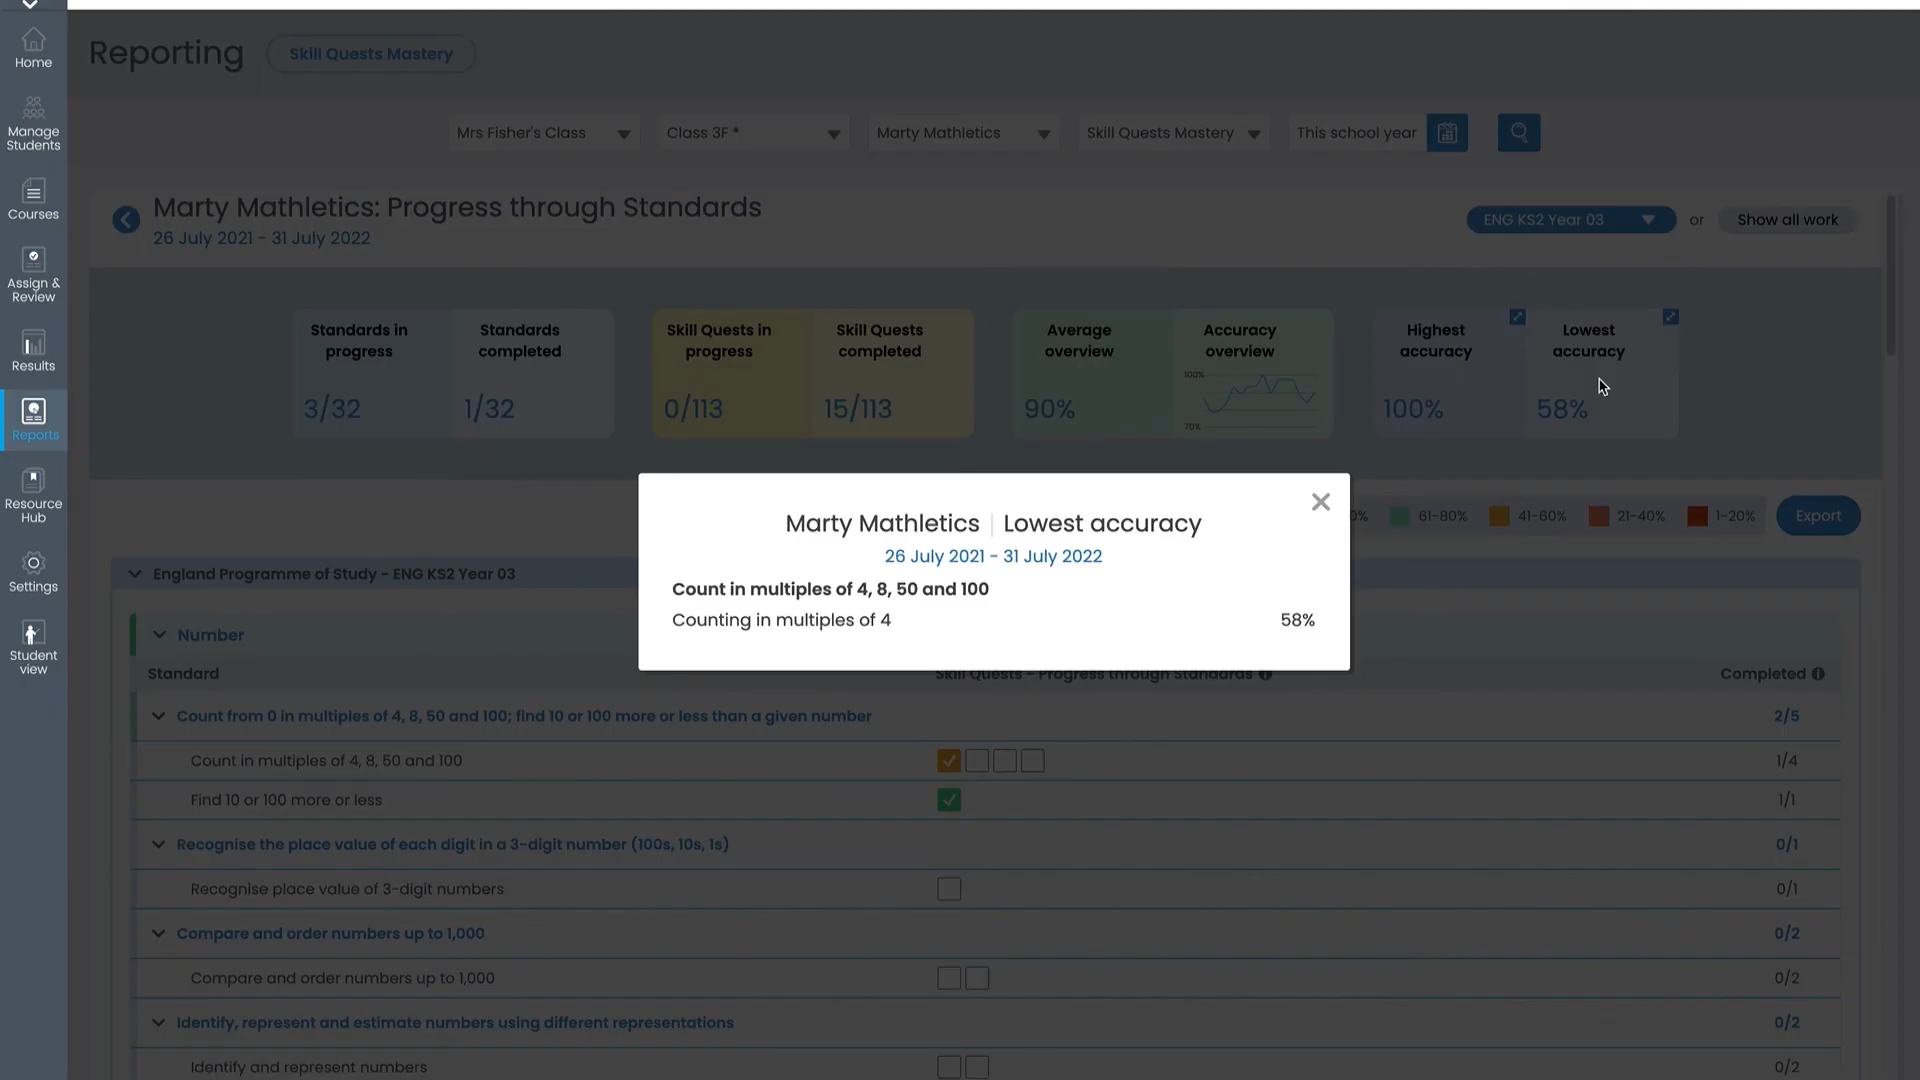 Home
Manage
Students
Courses
Assign &
Review
Results
Reports
Resource
Hub
Settings
Student
view
Reporting
Skill Quests Mastery
Mrs Fisher's Class
Class 3F *
Marty Mathletics
Skill Quests Mastery
This school year
Marty Mathletics: Progress through Standards
26 July 2021 - 31 July 2022
ENG KS2 Year 03
or
Show all work
Standards in
progress
3/32
Standards
completed
1/32
Skill Quests in
progress
0/113
Skill Quests
completed
15/113
Average
overview
90%
Accuracy
overview
100%
70%
Highest
accuracy
100%
Lowest
accuracy
58%
0%
61-80%
41-60%
21-40%
1-20%
Export
Marty Mathletics | Lowest accuracy
26 July 2021 - 31 July 2022
Count in multiples of 4, 8, 50 and 100
Counting in multiples of 4
58%
England Programme of Study - ENG KS2 Year 03
Number
Standard
Skill Quests - Progress through Standards
Completed
Count from 0 in multiples of 4, 8, 50 and 100; find 10 or 100 more or less than a given number
2/5
Count in multiples of 4, 8, 50 and 100
1/4
Find 10 or 100 more or less
1/1
Recognise the place value of each digit in a 3-digit number (100s, 10s, 1s)
0/1
Recognise place value of 3-digit numbers
0/1
Compare and order numbers up to 1,000
0/2
Compare and order numbers up to 1,000
0/2
Identify, represent and estimate numbers using different representations
0/2
Identify and represent numbers
0/2